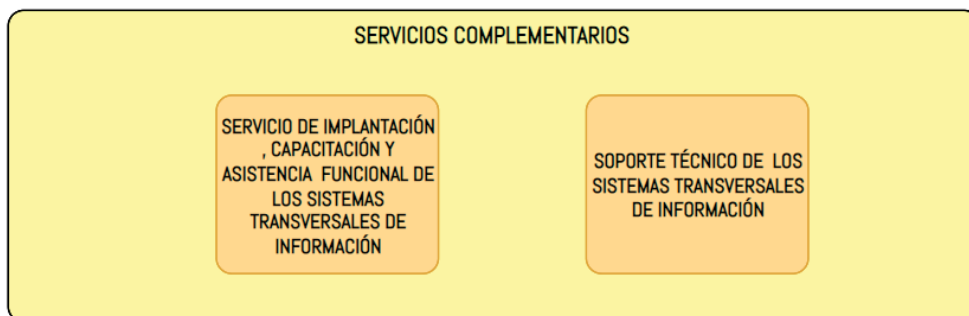 SERVICIOS COMPLEMENTARIOS
SERVICIO DE IMPLANTACIÓN
, CAPACITACIÓN Y
ASISTENCIA FUNCIONAL DE
LOS SISTEMAS
TRANSVERSALES DE
INFORMACIÓN
SOPORTE TÉCNICO DE LOS
SISTEMAS TRANSVERSALES
DE INFORMACIÓN